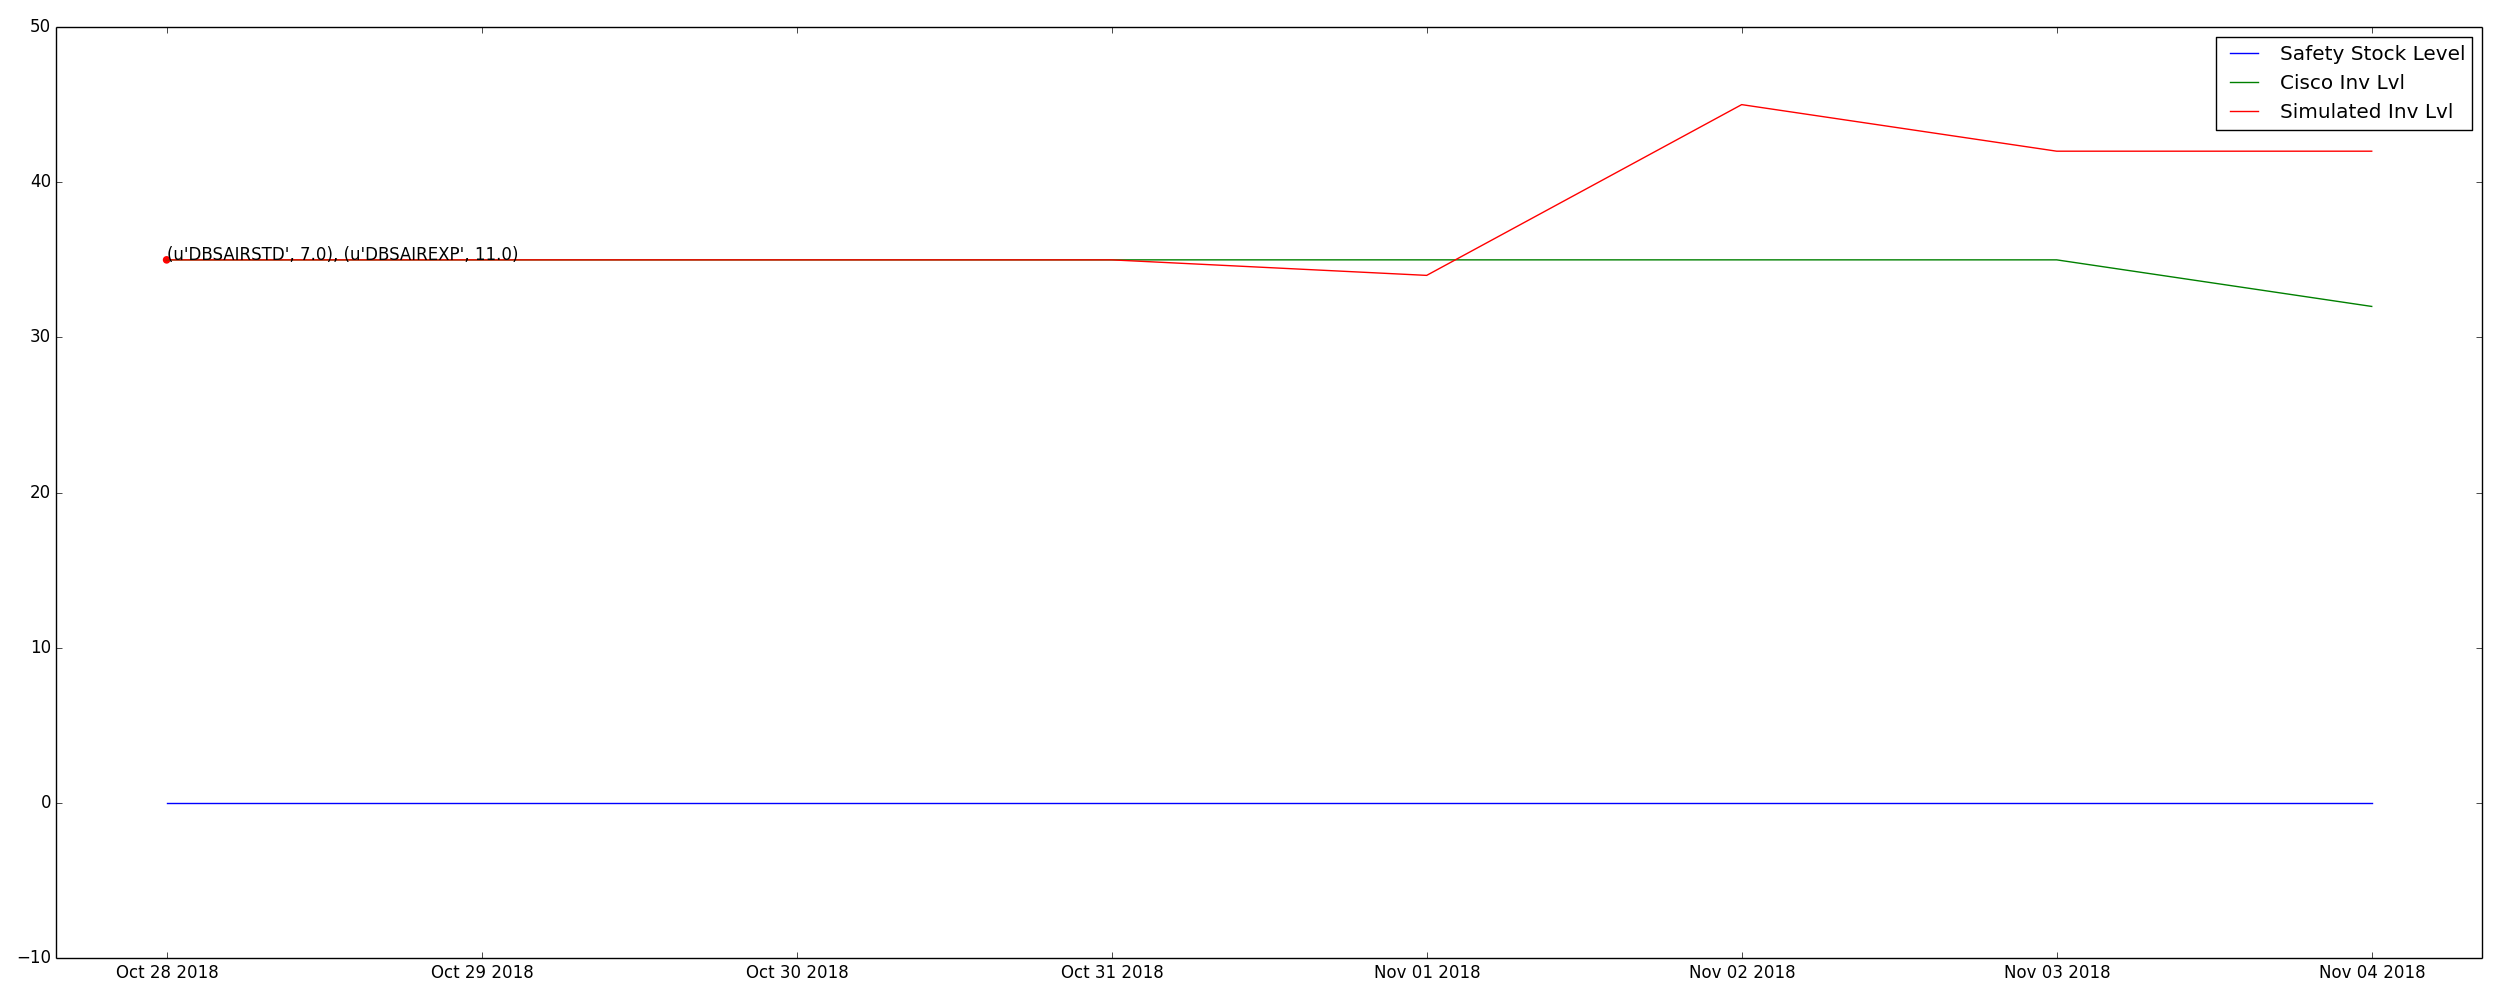 50
Safety Stock Level
Cisco Inv Lvl
Simulated Inv Lvl
40
(u'DBSAIRSTD', 7.0), (u'DBSAIREXP', 11.0)
30
20
10
0
−10
Oct 28 2018 Oct 29 2018 Oct 30 2018 Oct 31 2018 Nov 01 2018 Nov 02 2018 Nov 03 2018 Nov 04 2018